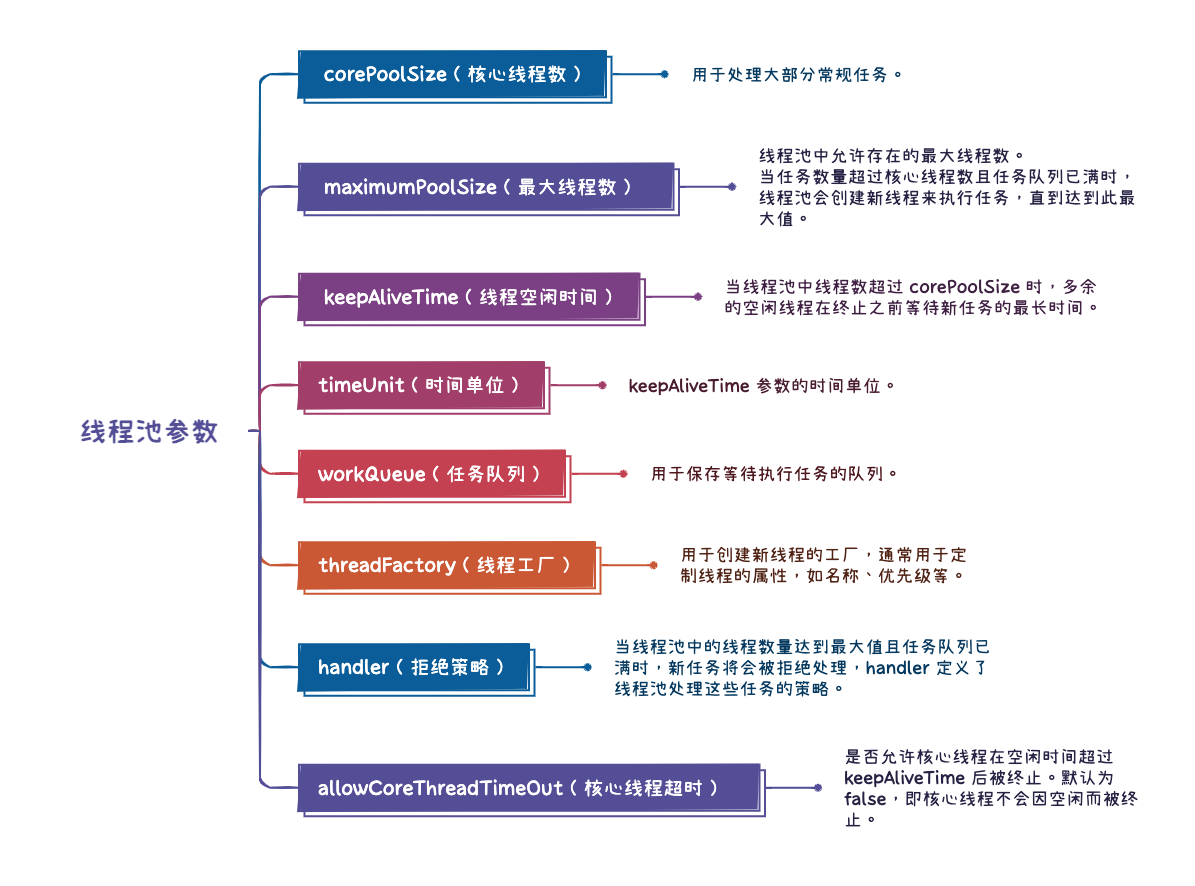 corePoolSize（核心线程数）
用于处理大部分常规任务。
maximumPoolSize（最大线程数）
线程池中允许存在的最大线程数。
当任务数量超过核心线程数且任务队列已满时，
线程池会创建新线程来执行任务，直到达到此最
大值。
keepAliveTime（线程空闲时间）
当线程池中线程数超过 corePoolSize 时，多余
的空闲线程在终止之前等待新任务的最长时间。
timeUnit（时间单位）
keepAliveTime 参数的时间单位。
线程池参数
workQueue（任务队列）
用于保存等待执行任务的队列。
threadFactory（线程工厂）
用于创建新线程的工厂，通常用于定
制线程的属性，如名称、优先级等。
handler（拒绝策略）
当线程池中的线程数量达到最大值且任务队列已
满时，新任务将会被拒绝处理，handler 定义了
线程池处理这些任务的策略。
allowCoreThreadTimeOut（核心线程超时）
是否允许核心线程在空闲时间超过
keepAliveTime 后被终止。默认为
false，即核心线程不会因空闲而被终
止。